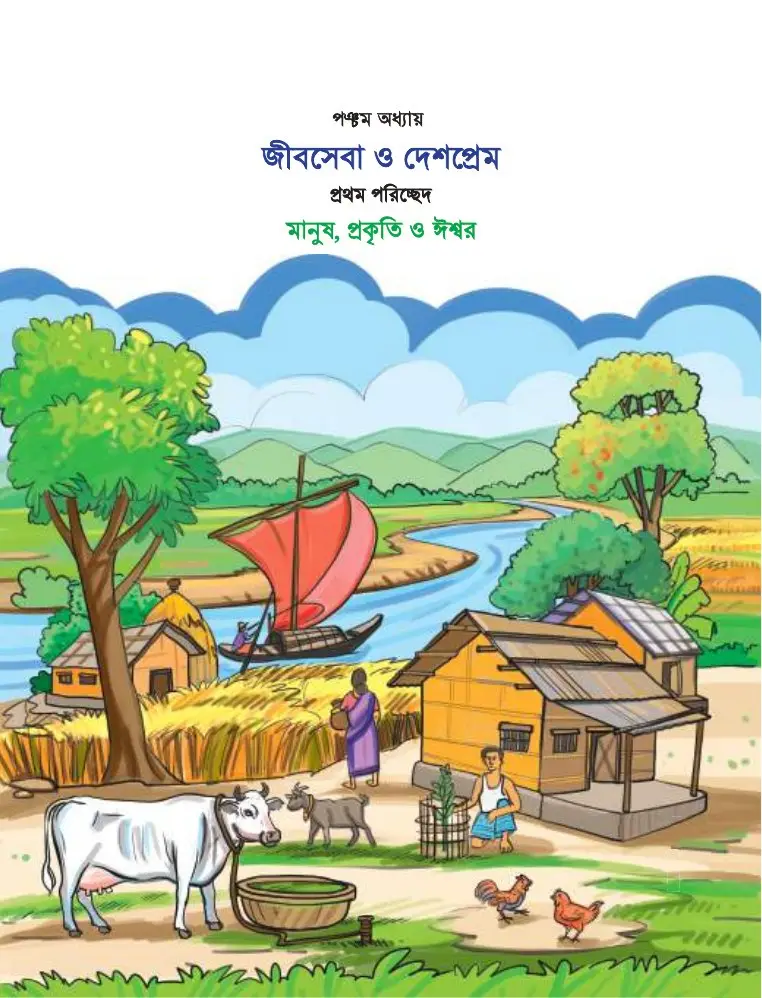 পঞ্চম অধ্যায়
জীবসেবা ও দেশপ্রেম
প্রথম পরিচ্ছেদ
মানুষ, প্রকৃতি ও ঈশ্বর